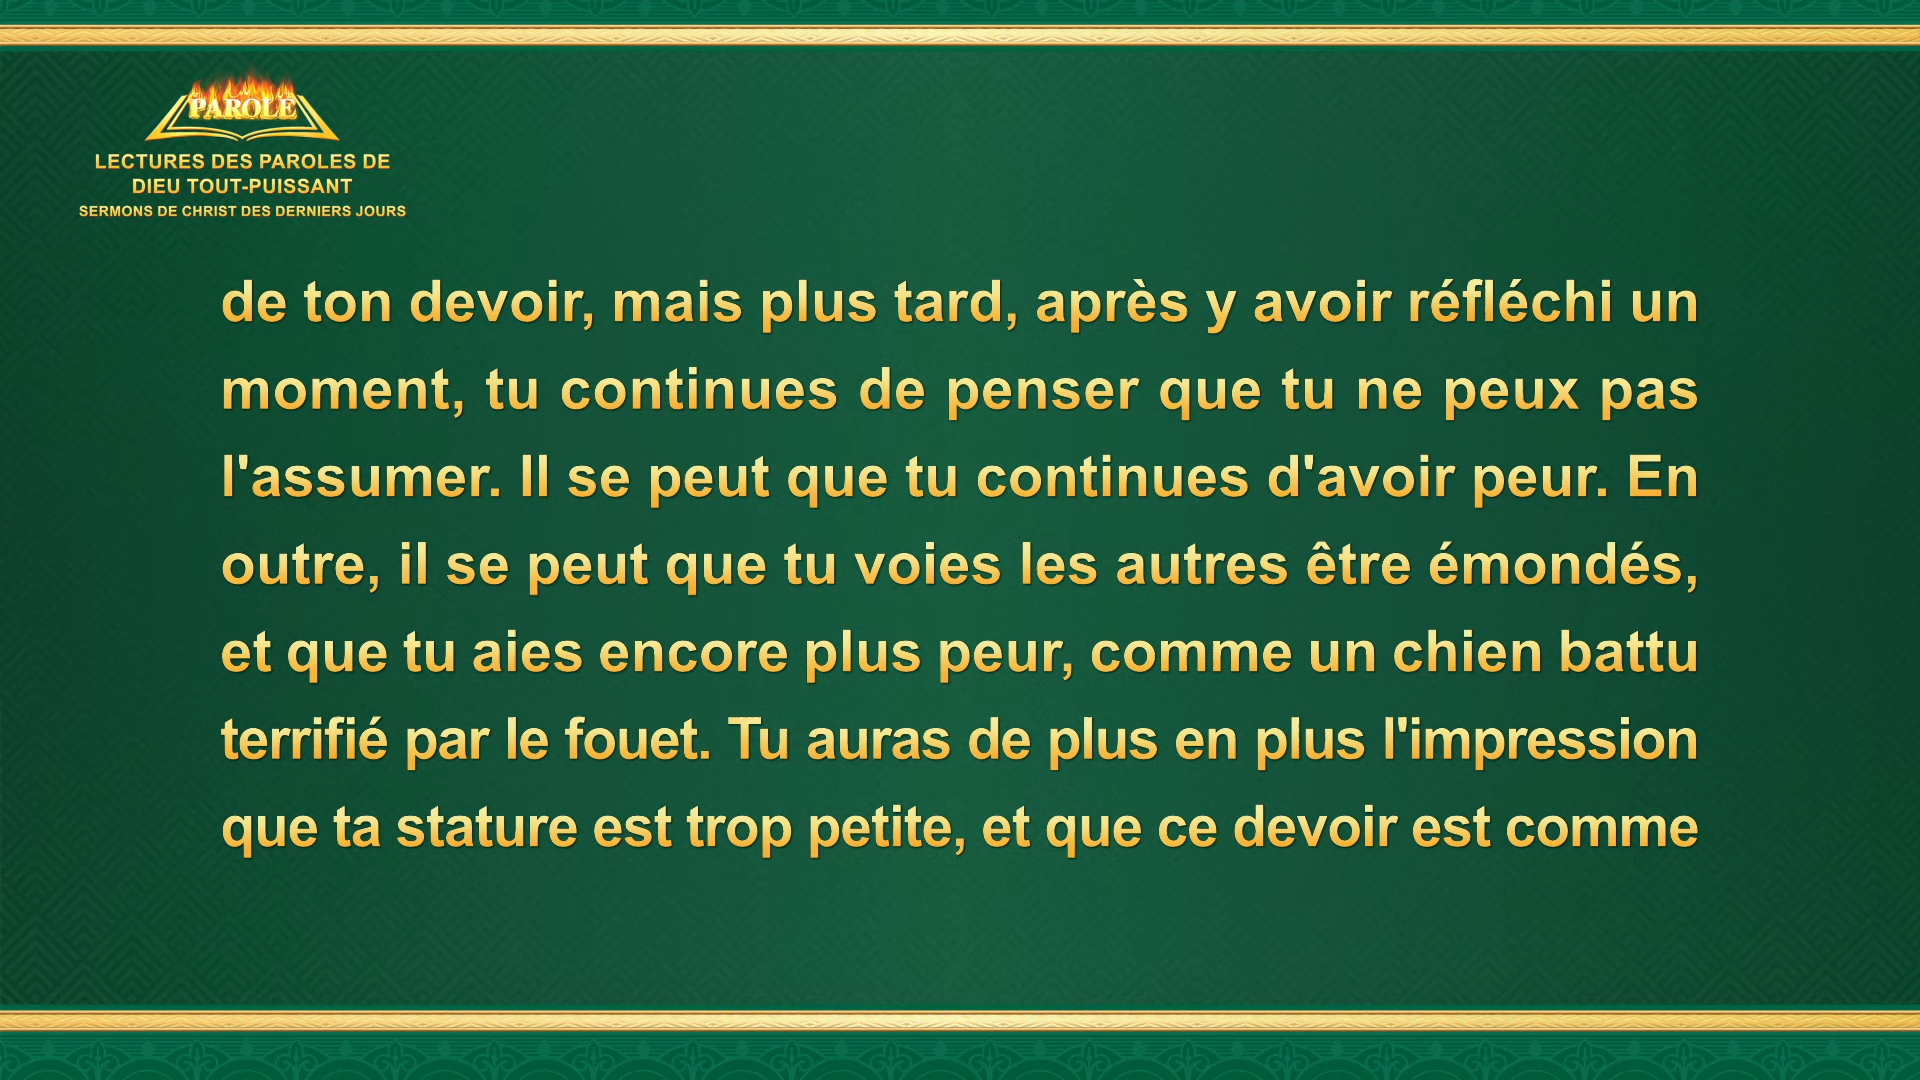 PAROLE
LECTURES DES PAROLES DE
DIEU TOUT-PUISSANT
SERMONS DE CHRIST DES DERNIERS JOURS
de ton devoir, mais plus tard, après y avoir réfléchi un
moment, tu continues de penser que tu ne peux pas
l'assumer. Il se peut que tu continues d'avoir peur. En
outre, il se peut que tu voies les autres être émondés,
et que tu aies encore plus peur, comme un chien battu
terrifié par le fouet. Tu auras de plus en plus l'impression
que ta stature est trop petite, et que ce devoir est comme